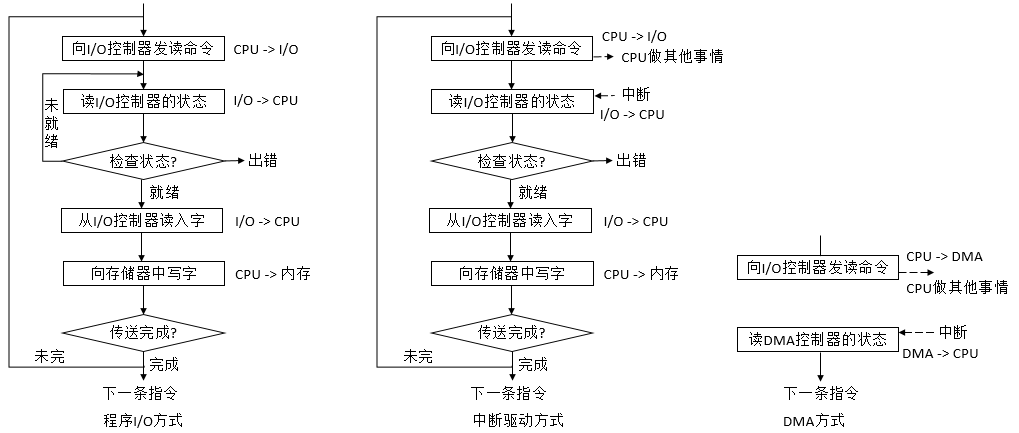 向I/O控制器发读命令
CPU -> I/O
读I/O控制器的状态
I/O -> CPU
未就绪
检查状态?
出错
就绪
从I/O控制器读入字
I/O -> CPU
向存储器中写字
CPU -> 内存
传送完成?
未完
完成
下一条指令
程序I/O方式
向I/O控制器发读命令
CPU -> I/O
CPU做其他事情
读I/O控制器的状态
中断
I/O -> CPU
检查状态?
出错
就绪
从I/O控制器读入字
I/O -> CPU
向存储器中写字
CPU -> 内存
传送完成?
未完
完成
下一条指令
中断驱动方式
向I/O控制器发读命令
CPU -> DMA
CPU做其他事情
读DMA控制器的状态
中断
DMA -> CPU
下一条指令
DMA方式